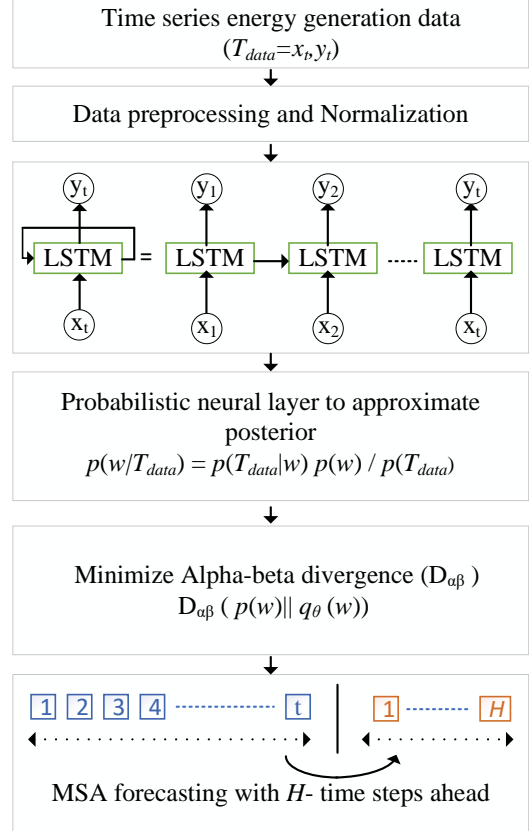 Time series energy generation data
(T_data=x_t,y_t)
Data preprocessing and Normalization
y_t y_1 y_2 y_t
LSTM = LSTM LSTM ...... LSTM
x_t x_1 x_2 x_t
Probabilistic neural layer to approximate
posterior
p(w/T_data) = p(T_data|w) p(w) / p(T_data)
Minimize Alpha-beta divergence (D_αβ )
D_αβ ( p(w)|| q_θ (w))
1 2 3 4 t 1 H
MSA forecasting with H- time steps ahead